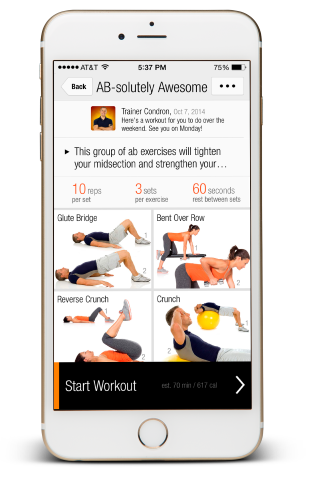 AT&T 5:37 PM 75%
Back AB-solutely Awesome
Trainer Condron, Oct 7, 2014
Here's a workout for you to do over the
weekend. See you on Monday!
This group of ab exercises will tighten
your midsection and strengthen your...
10 reps 3 sets 60 seconds
per set per exercise rest between sets
Glute Bridge Bent Over Row
1 1
2 2
Reverse Crunch Crunch
1 1
2 2
Start Workout est. 70 min / 617 cal